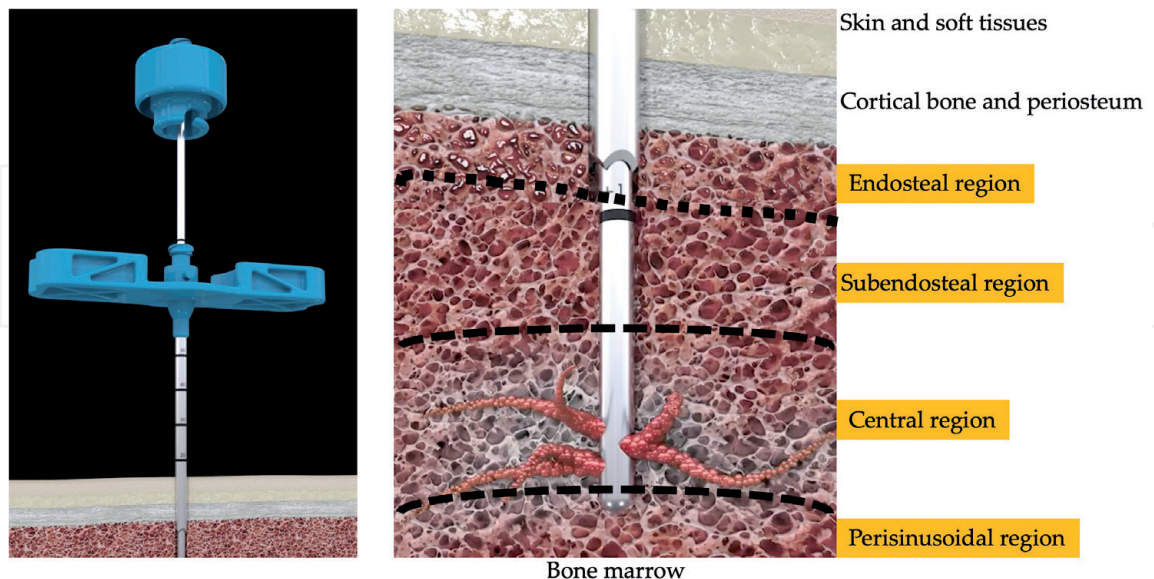 Skin and soft tissues
Cortical bone and periosteum
Endosteal region
Subendosteal region
Central region
Perisinusoidal region
Bone marrow